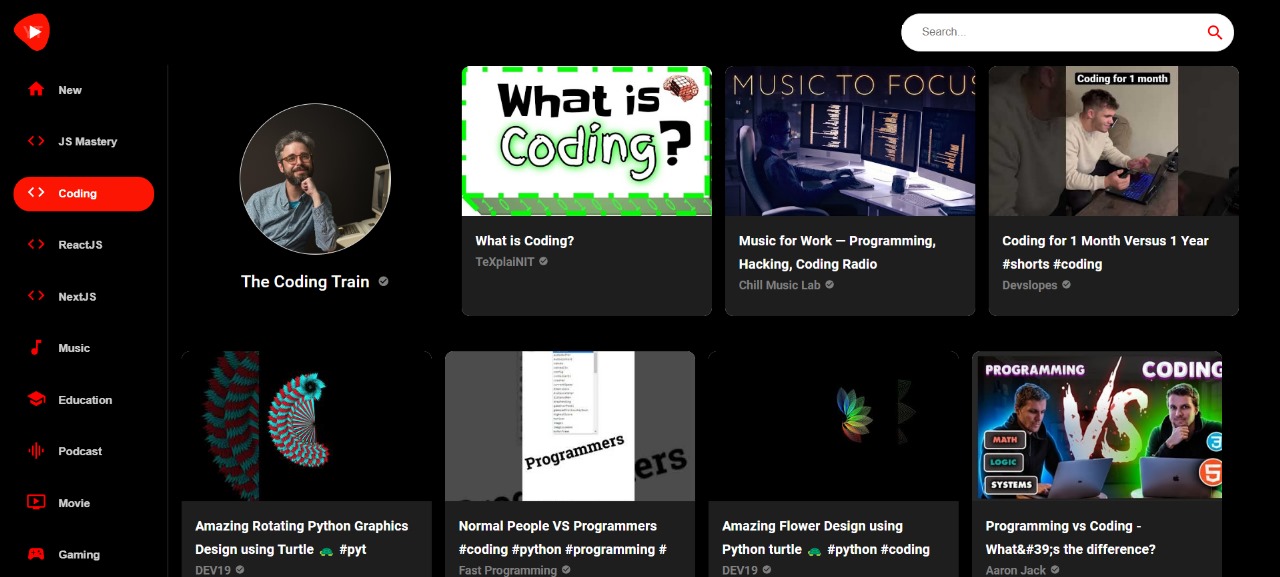 Search...
New
JS Mastery
Coding
ReactJS
NextJS
Music
Education
Podcast
Movie
Gaming
The Coding Train
What is
Coding?
What is Coding?
TeXplaiNIT
MUSIC TO FOCUS
Music for Work — Programming,
Hacking, Coding Radio
Chill Music Lab
Coding for 1 month
Coding for 1 Month Versus 1 Year
#shorts #coding
Devslopes
Amazing Rotating Python Graphics
Design using Turtle 🐢 #pyt
DEV19
Programmers
Normal People VS Programmers
#coding #python #programming #
Fast Programming
Amazing Flower Design using
Python turtle 🐢 #python #coding
DEV19
PROGRAMMING
VS
CODING
MATH
LOGIC
SYSTEMS
3
5
Programming vs Coding -
What&#39;s the difference?
Aaron Jack